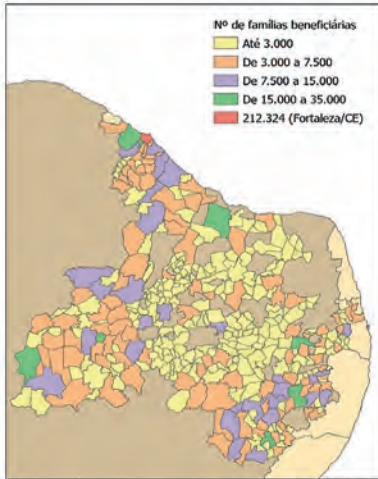 Nº de famílias beneficiárias
Até 3.000
De 3.000 a 7.500
De 7.500 a 15.000
De 15.000 a 35.000
212.324 (Fortaleza/CE)